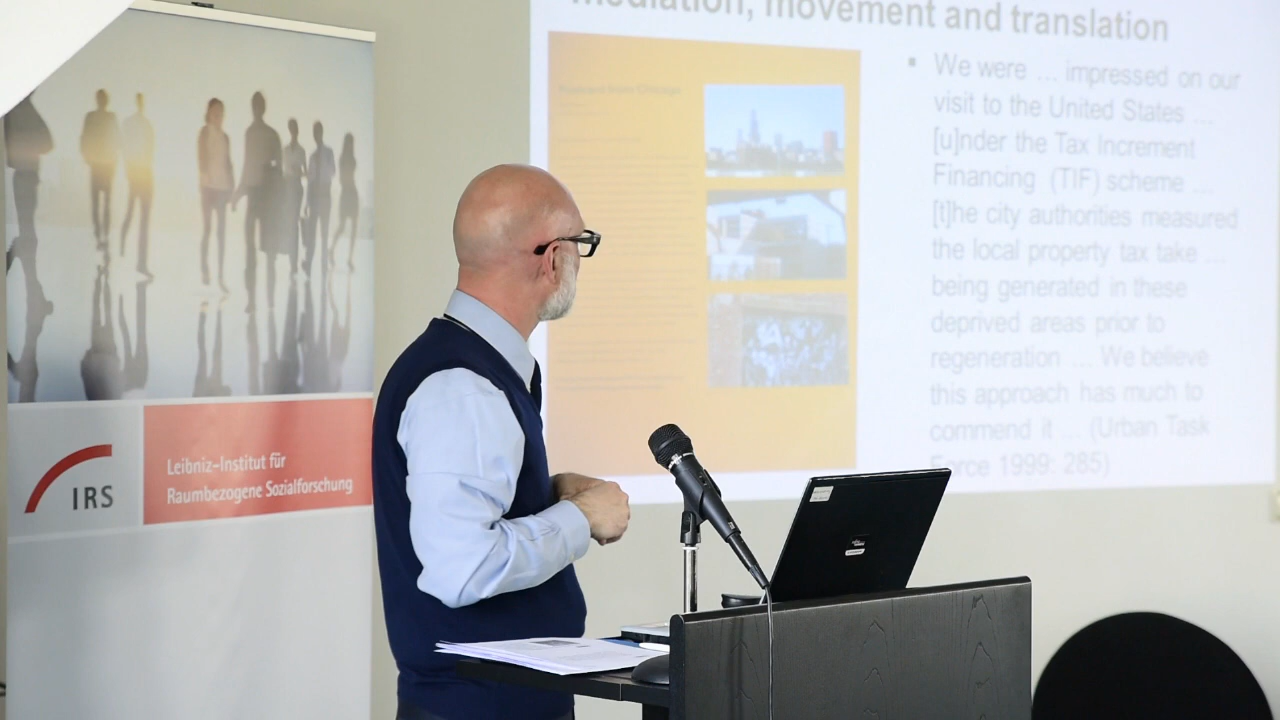 mediation, movement and translation
We were ... impressed on our
visit to the United States ...
[u]nder the Tax Increment
Financing (TIF) scheme ...
[t]he city authorities measured
the local property tax take ...
being generated in these
deprived areas prior to
regeneration ... We believe
this approach has much to
commend it ... (Urban Task
Force 1999: 285)
IRS
Leibniz-Institut für
Raumbezogene Sozialforschung